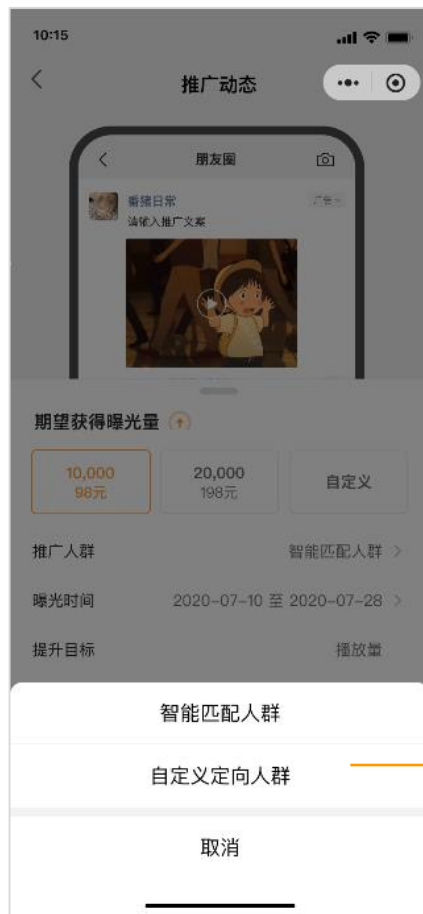 10:15
推广动态
朋友圈
番猪日常
广告
请输入推广文案
期望获得曝光量
10,000
98元
20,000
198元
自定义
推广人群
智能匹配人群
曝光时间
2020-07-10 至 2020-07-28
提升目标
播放量
智能匹配人群
自定义定向人群
取消